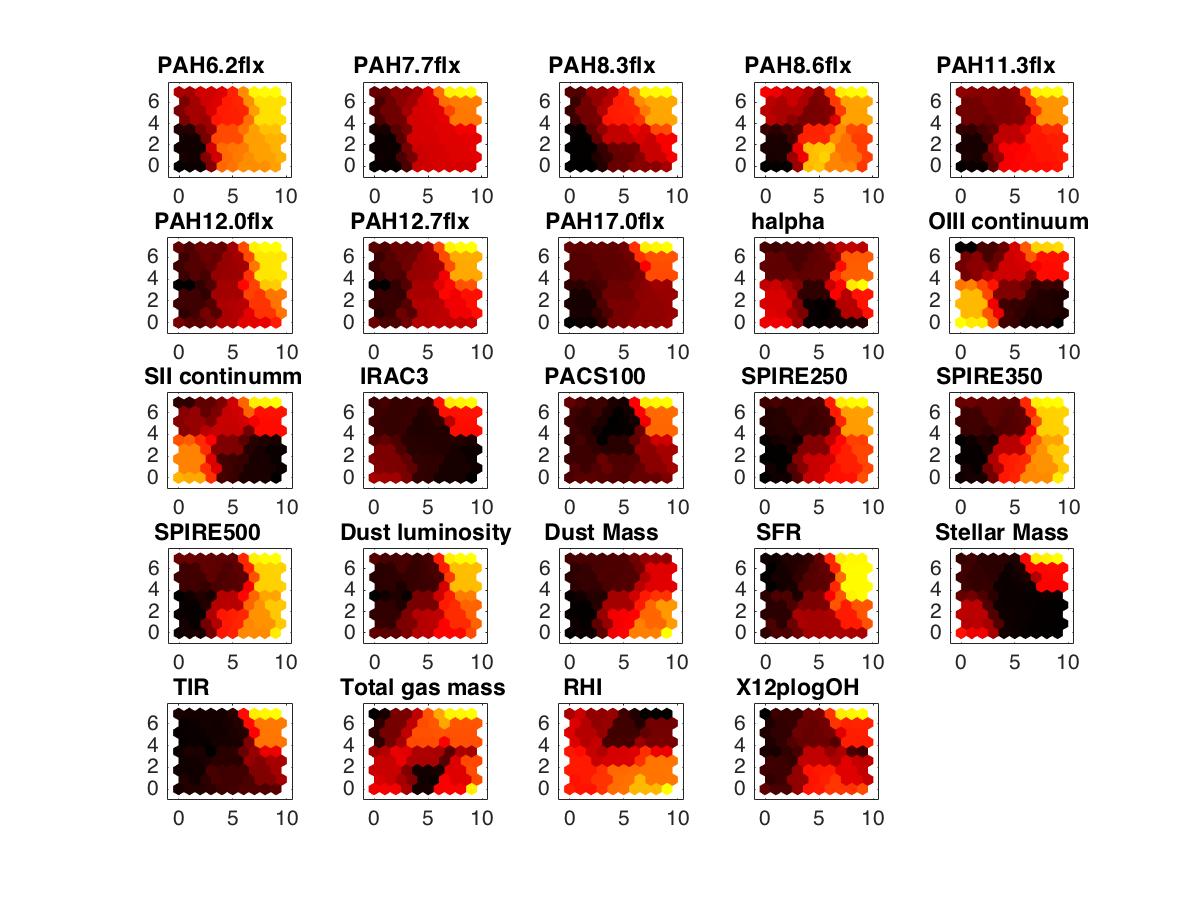 PAH6.2flx PAH7.7flx PAH8.3flx PAH8.6flx PAH11.3flx
6 6 6 6 6
4 4 4 4 4
2 2 2 2 2
0 0 0 0 0
0 5 10 0 5 10 0 5 10 0 5 10 0 5 10
PAH12.0flx PAH12.7flx PAH17.0flx halpha OIII continuum
6 6 6 6 6
4 4 4 4 4
2 2 2 2 2
0 0 0 0 0
0 5 10 0 5 10 0 5 10 0 5 10 0 5 10
SII continumm IRAC3 PACS100 SPIRE250 SPIRE350
6 6 6 6 6
4 4 4 4 4
2 2 2 2 2
0 0 0 0 0
0 5 10 0 5 10 0 5 10 0 5 10 0 5 10
SPIRE500 Dust luminosity Dust Mass SFR Stellar Mass
6 6 6 6 6
4 4 4 4 4
2 2 2 2 2
0 0 0 0 0
0 5 10 0 5 10 0 5 10 0 5 10 0 5 10
TIR Total gas mass RHI X12plogOH
6 6 6 6
4 4 4 4
2 2 2 2
0 0 0 0
0 5 10 0 5 10 0 5 10 0 5 10